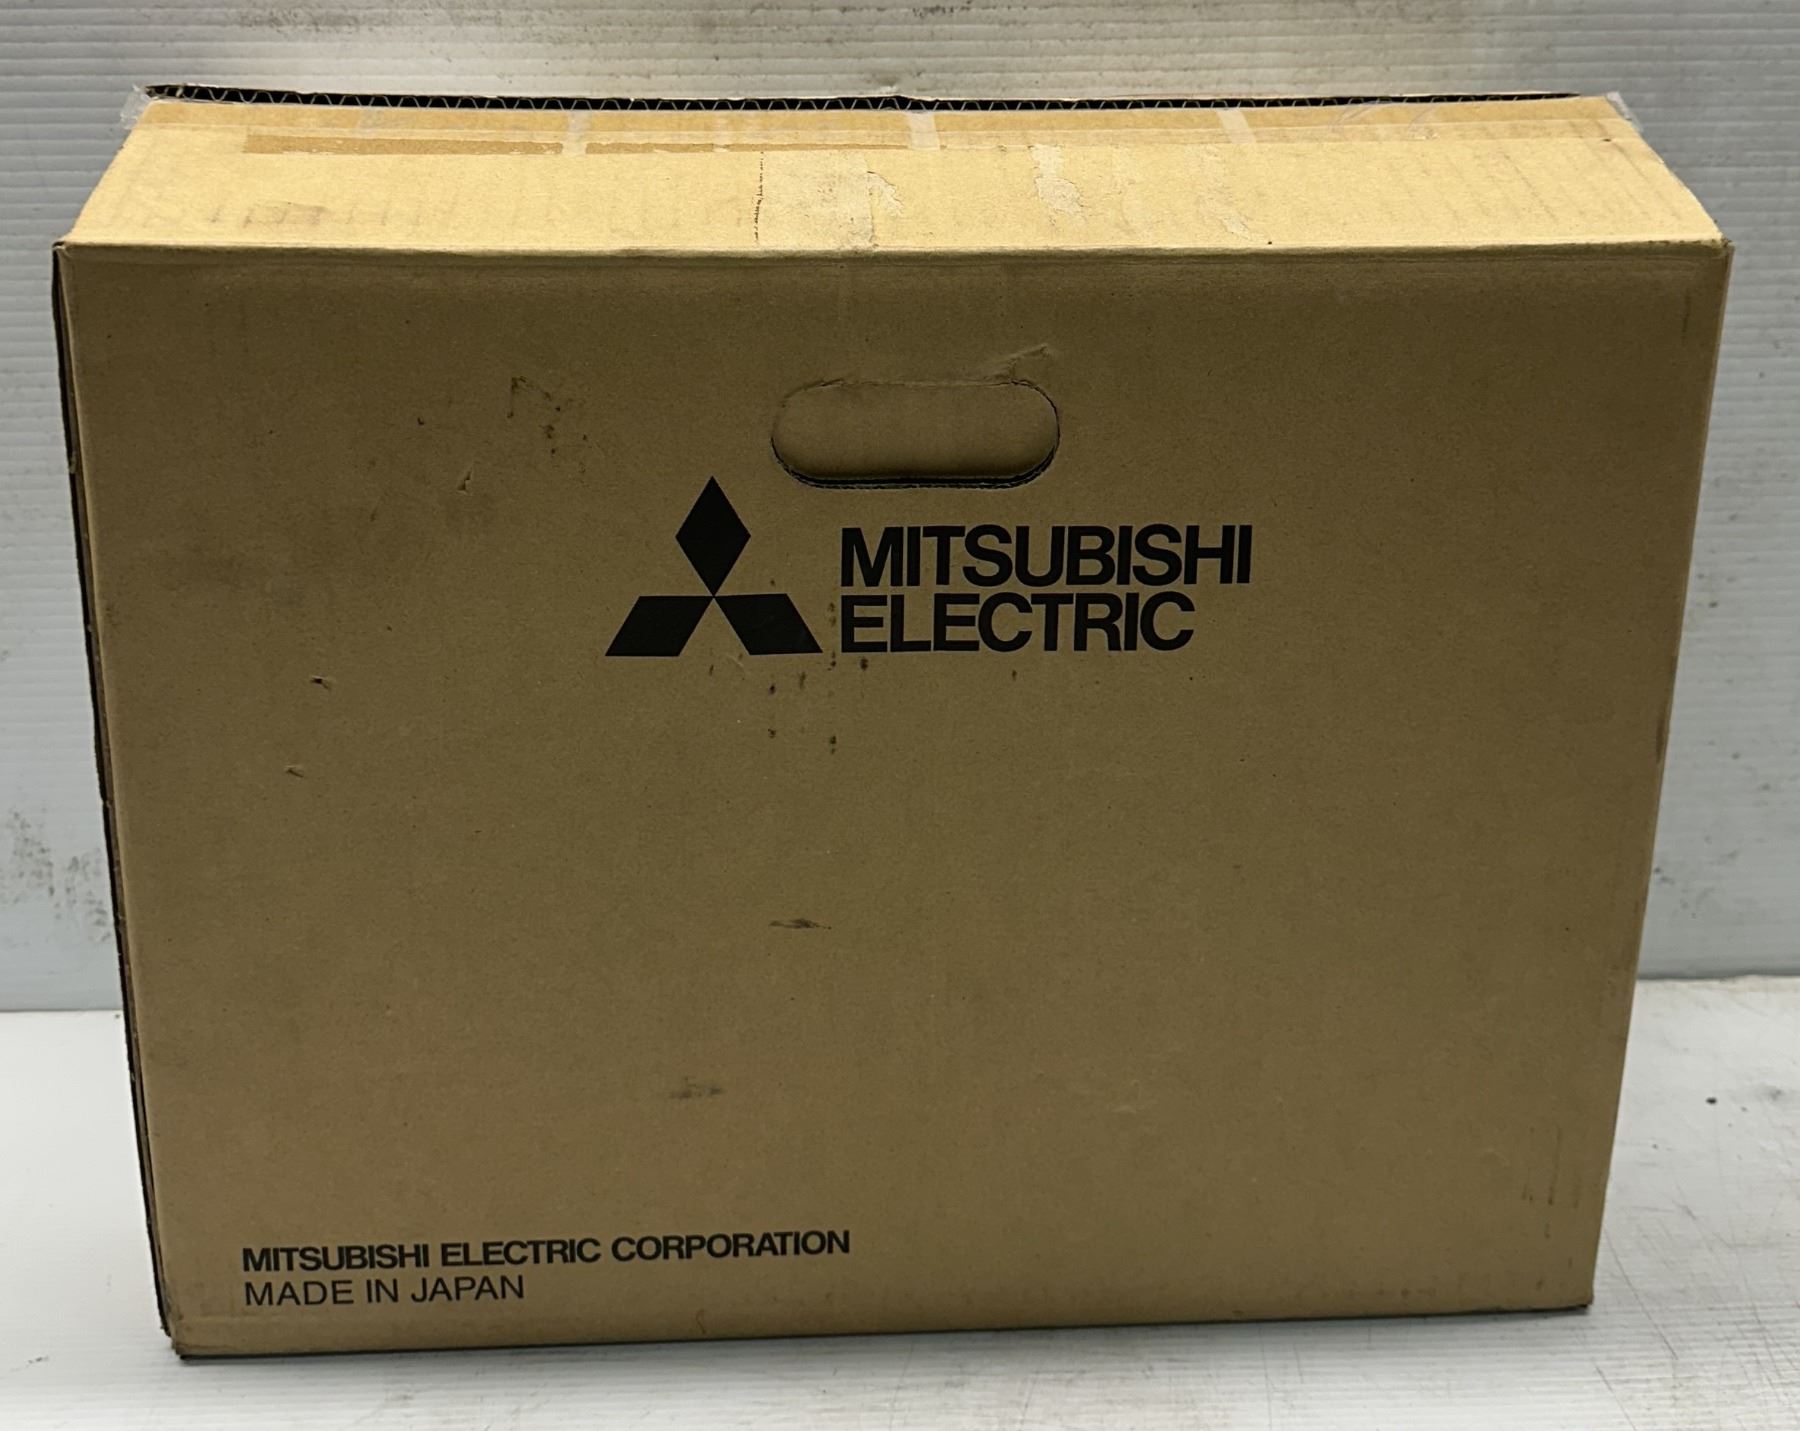 MITSUBISHI
ELECTRIC
MITSUBISHI ELECTRIC CORPORATION
MADE IN JAPAN